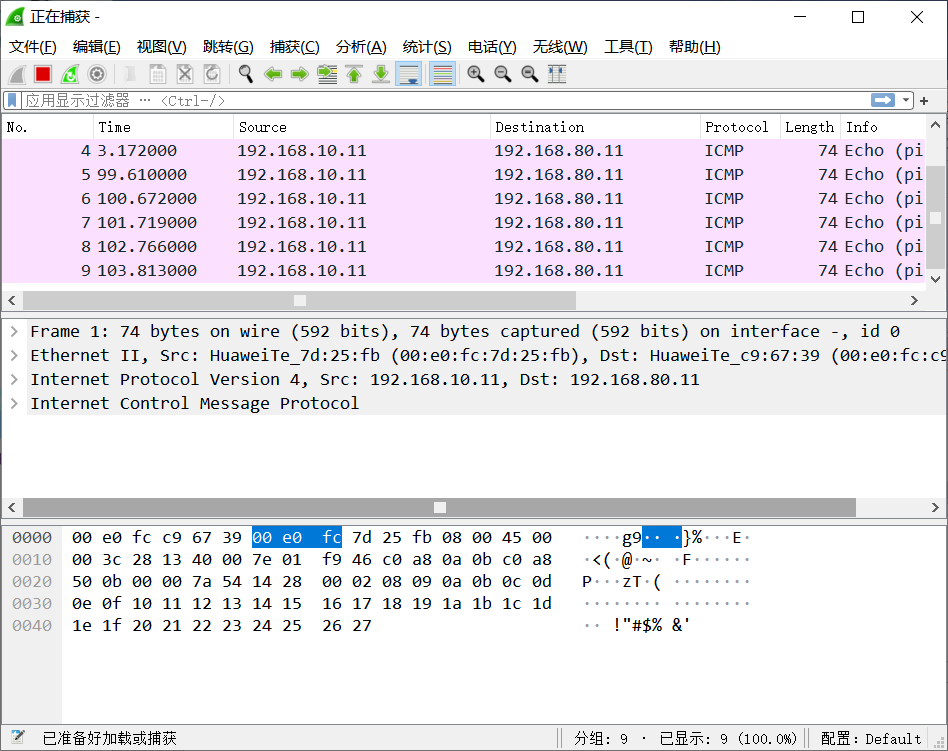 正在捕获 -
文件(F) 编辑(E) 视图(V) 跳转(G) 捕获(C) 分析(A) 统计(S) 电话(Y) 无线(W) 工具(T) 帮助(H)
应用显示过滤器 ··· <Ctrl-/>
No. Time Source Destination Protocol Length Info
4 3.172000 192.168.10.11 192.168.80.11 ICMP 74 Echo (pi
5 99.610000 192.168.10.11 192.168.80.11 ICMP 74 Echo (pi
6 100.672000 192.168.10.11 192.168.80.11 ICMP 74 Echo (pi
7 101.719000 192.168.10.11 192.168.80.11 ICMP 74 Echo (pi
8 102.766000 192.168.10.11 192.168.80.11 ICMP 74 Echo (pi
9 103.813000 192.168.10.11 192.168.80.11 ICMP 74 Echo (pi
Frame 1: 74 bytes on wire (592 bits), 74 bytes captured (592 bits) on interface -, id 0
Ethernet II, Src: HuaweiTe_7d:25:fb (00:e0:fc:7d:25:fb), Dst: HuaweiTe_c9:67:39 (00:e0:fc:c9
Internet Protocol Version 4, Src: 192.168.10.11, Dst: 192.168.80.11
Internet Control Message Protocol
0000 00 e0 fc c9 67 39 00 e0 fc 7d 25 fb 08 00 45 00 ····g9·· ·}%···E·
0010 00 3c 28 13 40 00 7e 01 f9 46 c0 a8 0a 0b c0 a8 ·<(·@·~· ·F······
0020 50 0b 00 00 7a 54 14 28 00 02 08 09 0a 0b 0c 0d P···zT·( ········
0030 0e 0f 10 11 12 13 14 15 16 17 18 19 1a 1b 1c 1d ········ ········
0040 1e 1f 20 21 22 23 24 25 26 27 ·· !"#$% &'
已准备好加载或捕获 分组: 9 · 已显示: 9 (100.0%) 配置: Default